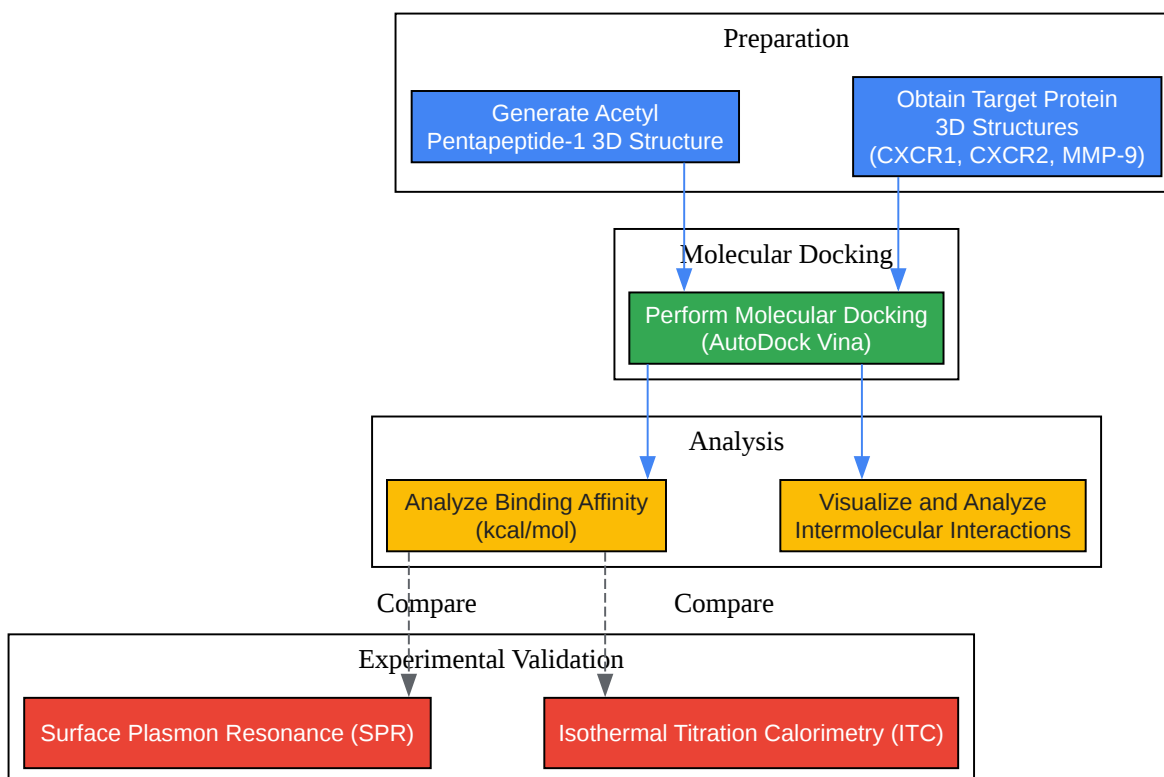 Preparation
Generate Acetyl
Pentapeptide-1 3D Structure
Obtain Target Protein
3D Structures
(CXCR1, CXCR2, MMP-9)
Molecular Docking
Perform Molecular Docking
(AutoDock Vina)
Analysis
Analyze Binding Affinity
(kcal/mol)
Visualize and Analyze
Intermolecular Interactions
Compare
Compare
Experimental Validation
Surface Plasmon Resonance (SPR)
Isothermal Titration Calorimetry (ITC)